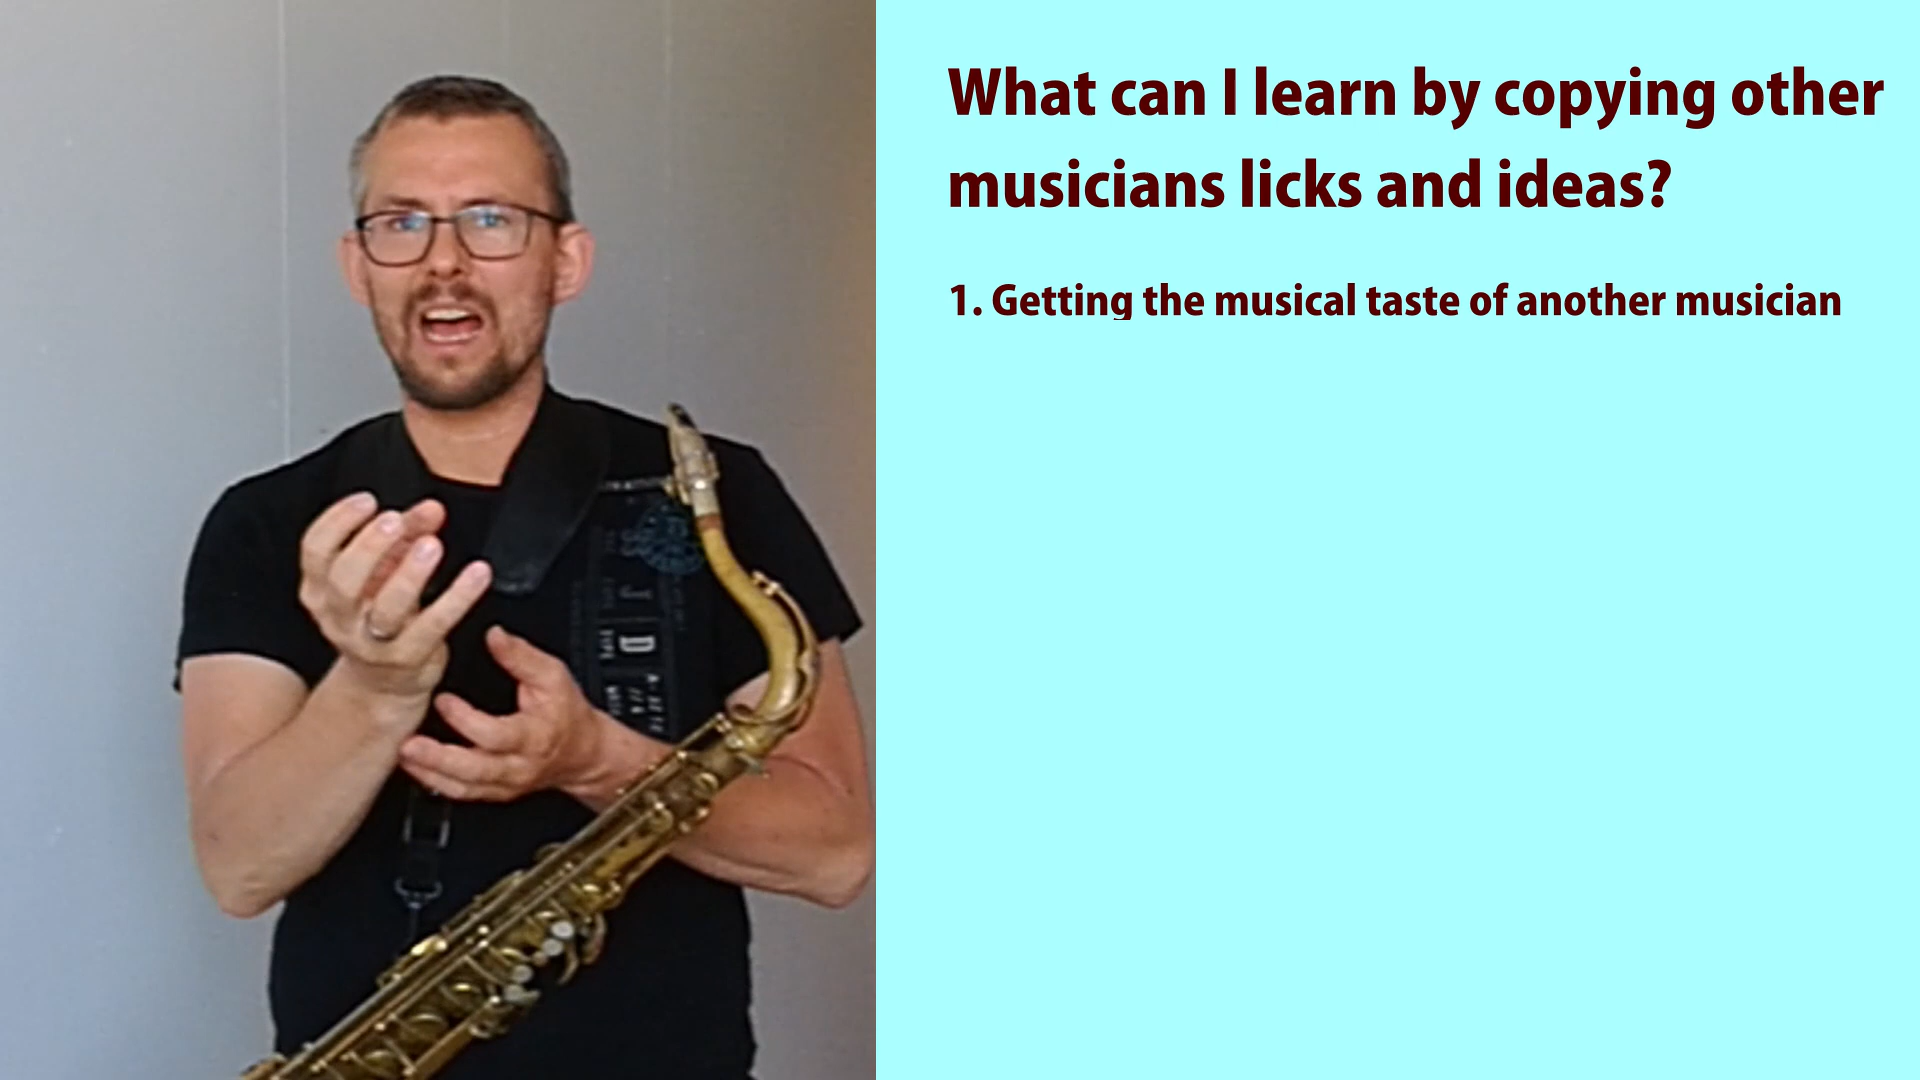 What can I learn by copying other
musicians licks and ideas?
1. Getting the musical taste of another musician
J D